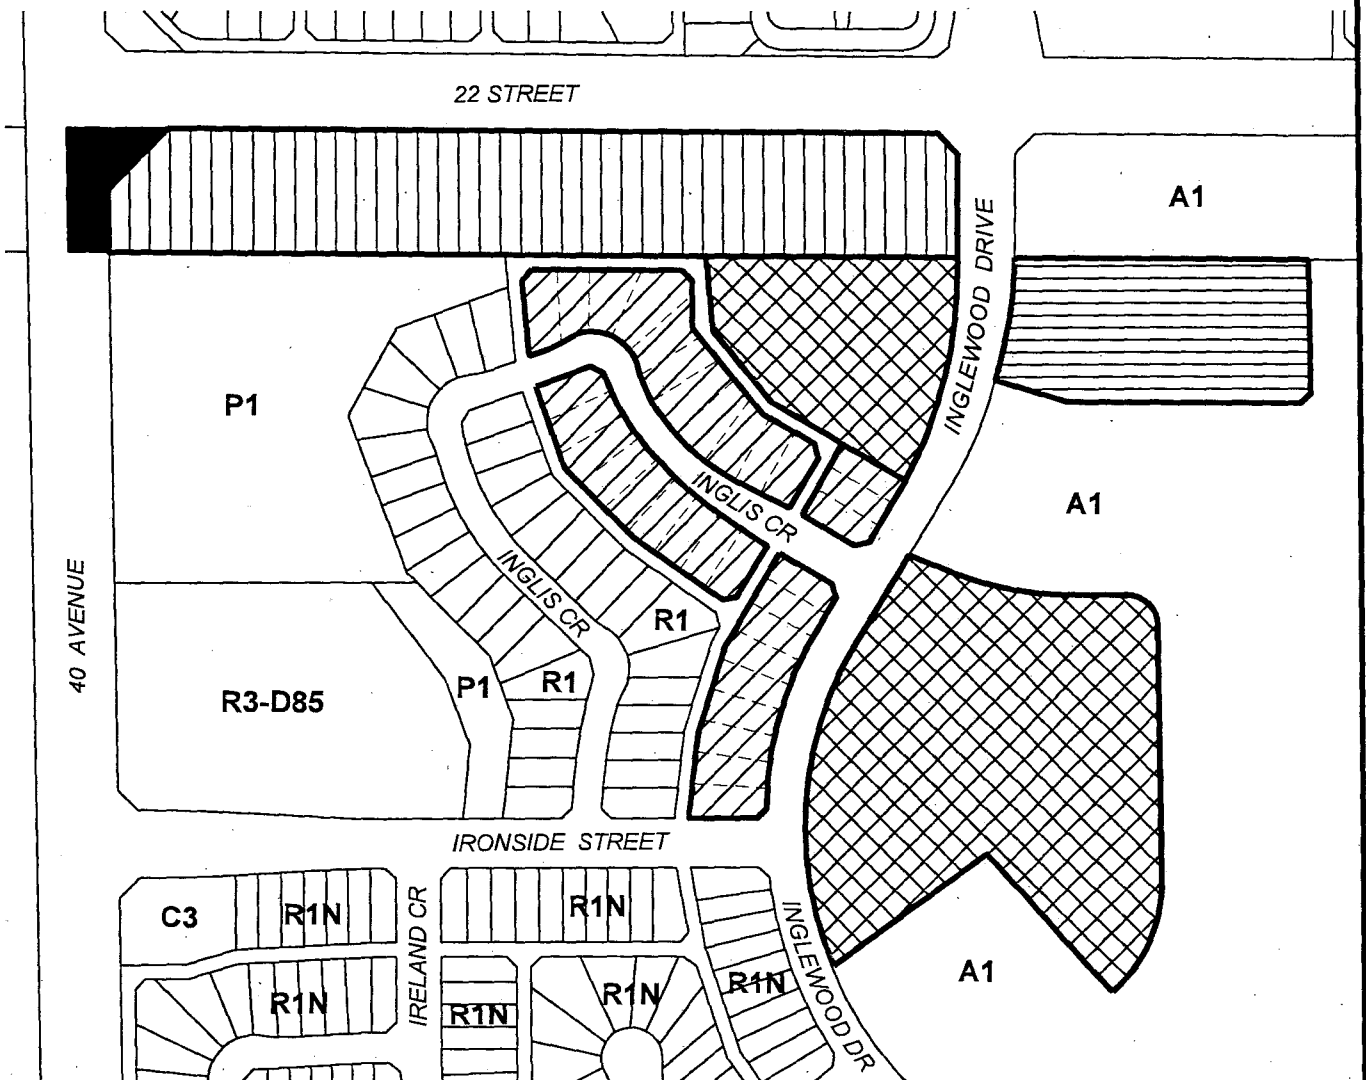 22 STREET
A1
INGLEWOOD DRIVE
P1
A1
INGLIS CR
INGLIS CR
40 AVENUE
R1
R1
P1
R3-D85
IRONSIDE STREET
C3
R1N
IRELAND CR
R1N
INGLEWOOD DR
R1N
R1N
R1N
R1N
A1